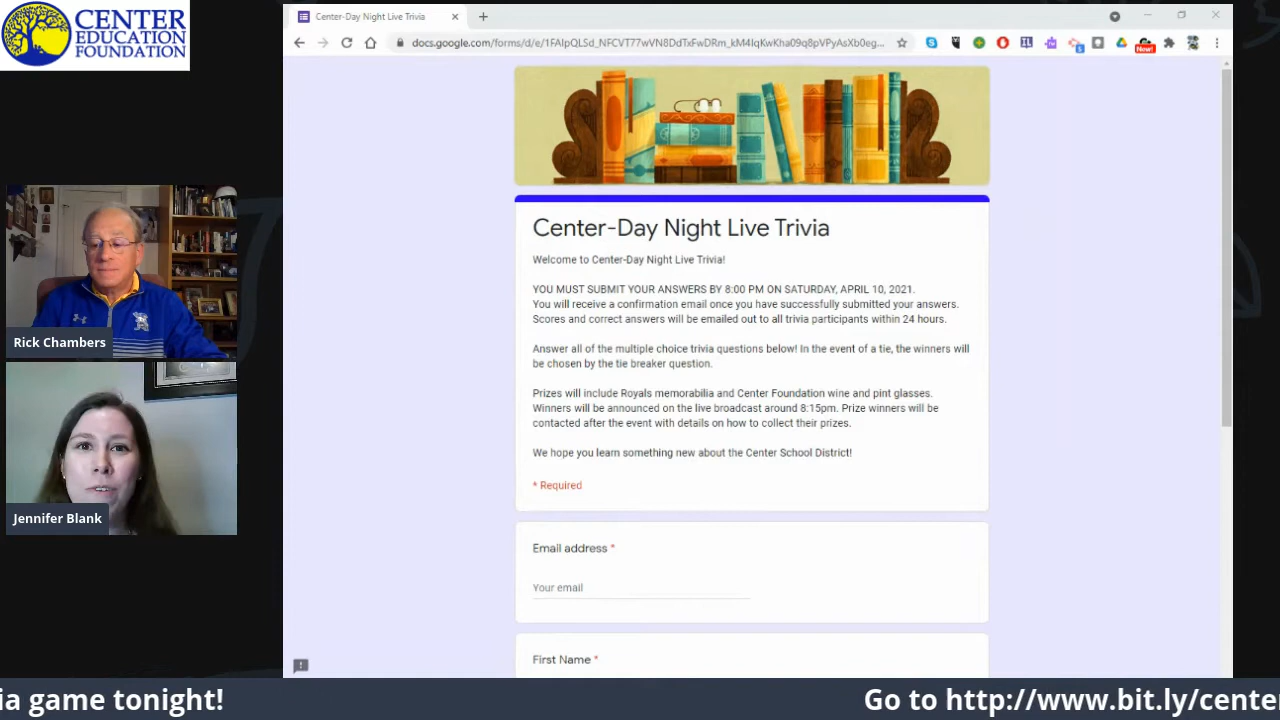 CENTER
EDUCATION
FOUNDATION
Center-Day Night Live Trivia
docs.google.com/forms/d/e/1FAIpQLSd_NFCVT77wVN8DdTxFwDRm_kM4IqKwKha09q8pVPyAsXb0eg...
New!
Center-Day Night Live Trivia
Welcome to Center-Day Night Live Trivia!
YOU MUST SUBMIT YOUR ANSWERS BY 8:00 PM ON SATURDAY, APRIL 10, 2021.
You will receive a confirmation email once you have successfully submitted your answers.
Scores and correct answers will be emailed out to all trivia participants within 24 hours.
Answer all of the multiple choice trivia questions below! In the event of a tie, the winners will
be chosen by the tie breaker question.
Prizes will include Royals memorabilia and Center Foundation wine and pint glasses.
Winners will be announced on the live broadcast around 8:15pm. Prize winners will be
contacted after the event with details on how to collect their prizes.
We hope you learn something new about the Center School District!
* Required
Email address *
Your email
First Name *
Rick Chambers
Jennifer Blank
ia game tonight!
Go to http://www.bit.ly/center